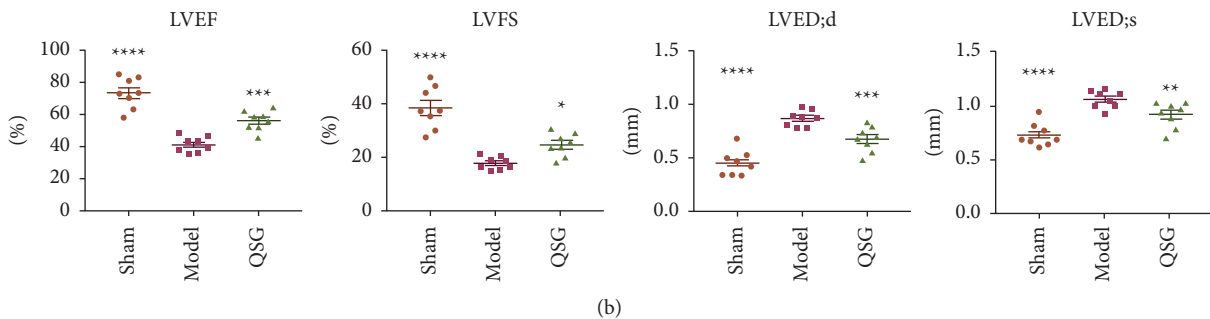 LVEF
(%)
100
80
60
40
20
0
****
***
Sham
Model
QSG
LVFS
(%)
60
40
20
0
****
*
Sham
Model
QSG
LVED;d
(mm)
1.5
1.0
0.5
0.0
****
***
Sham
Model
QSG
LVED;s
(mm)
1.5
1.0
0.5
0.0
****
**
Sham
Model
QSG
(b)